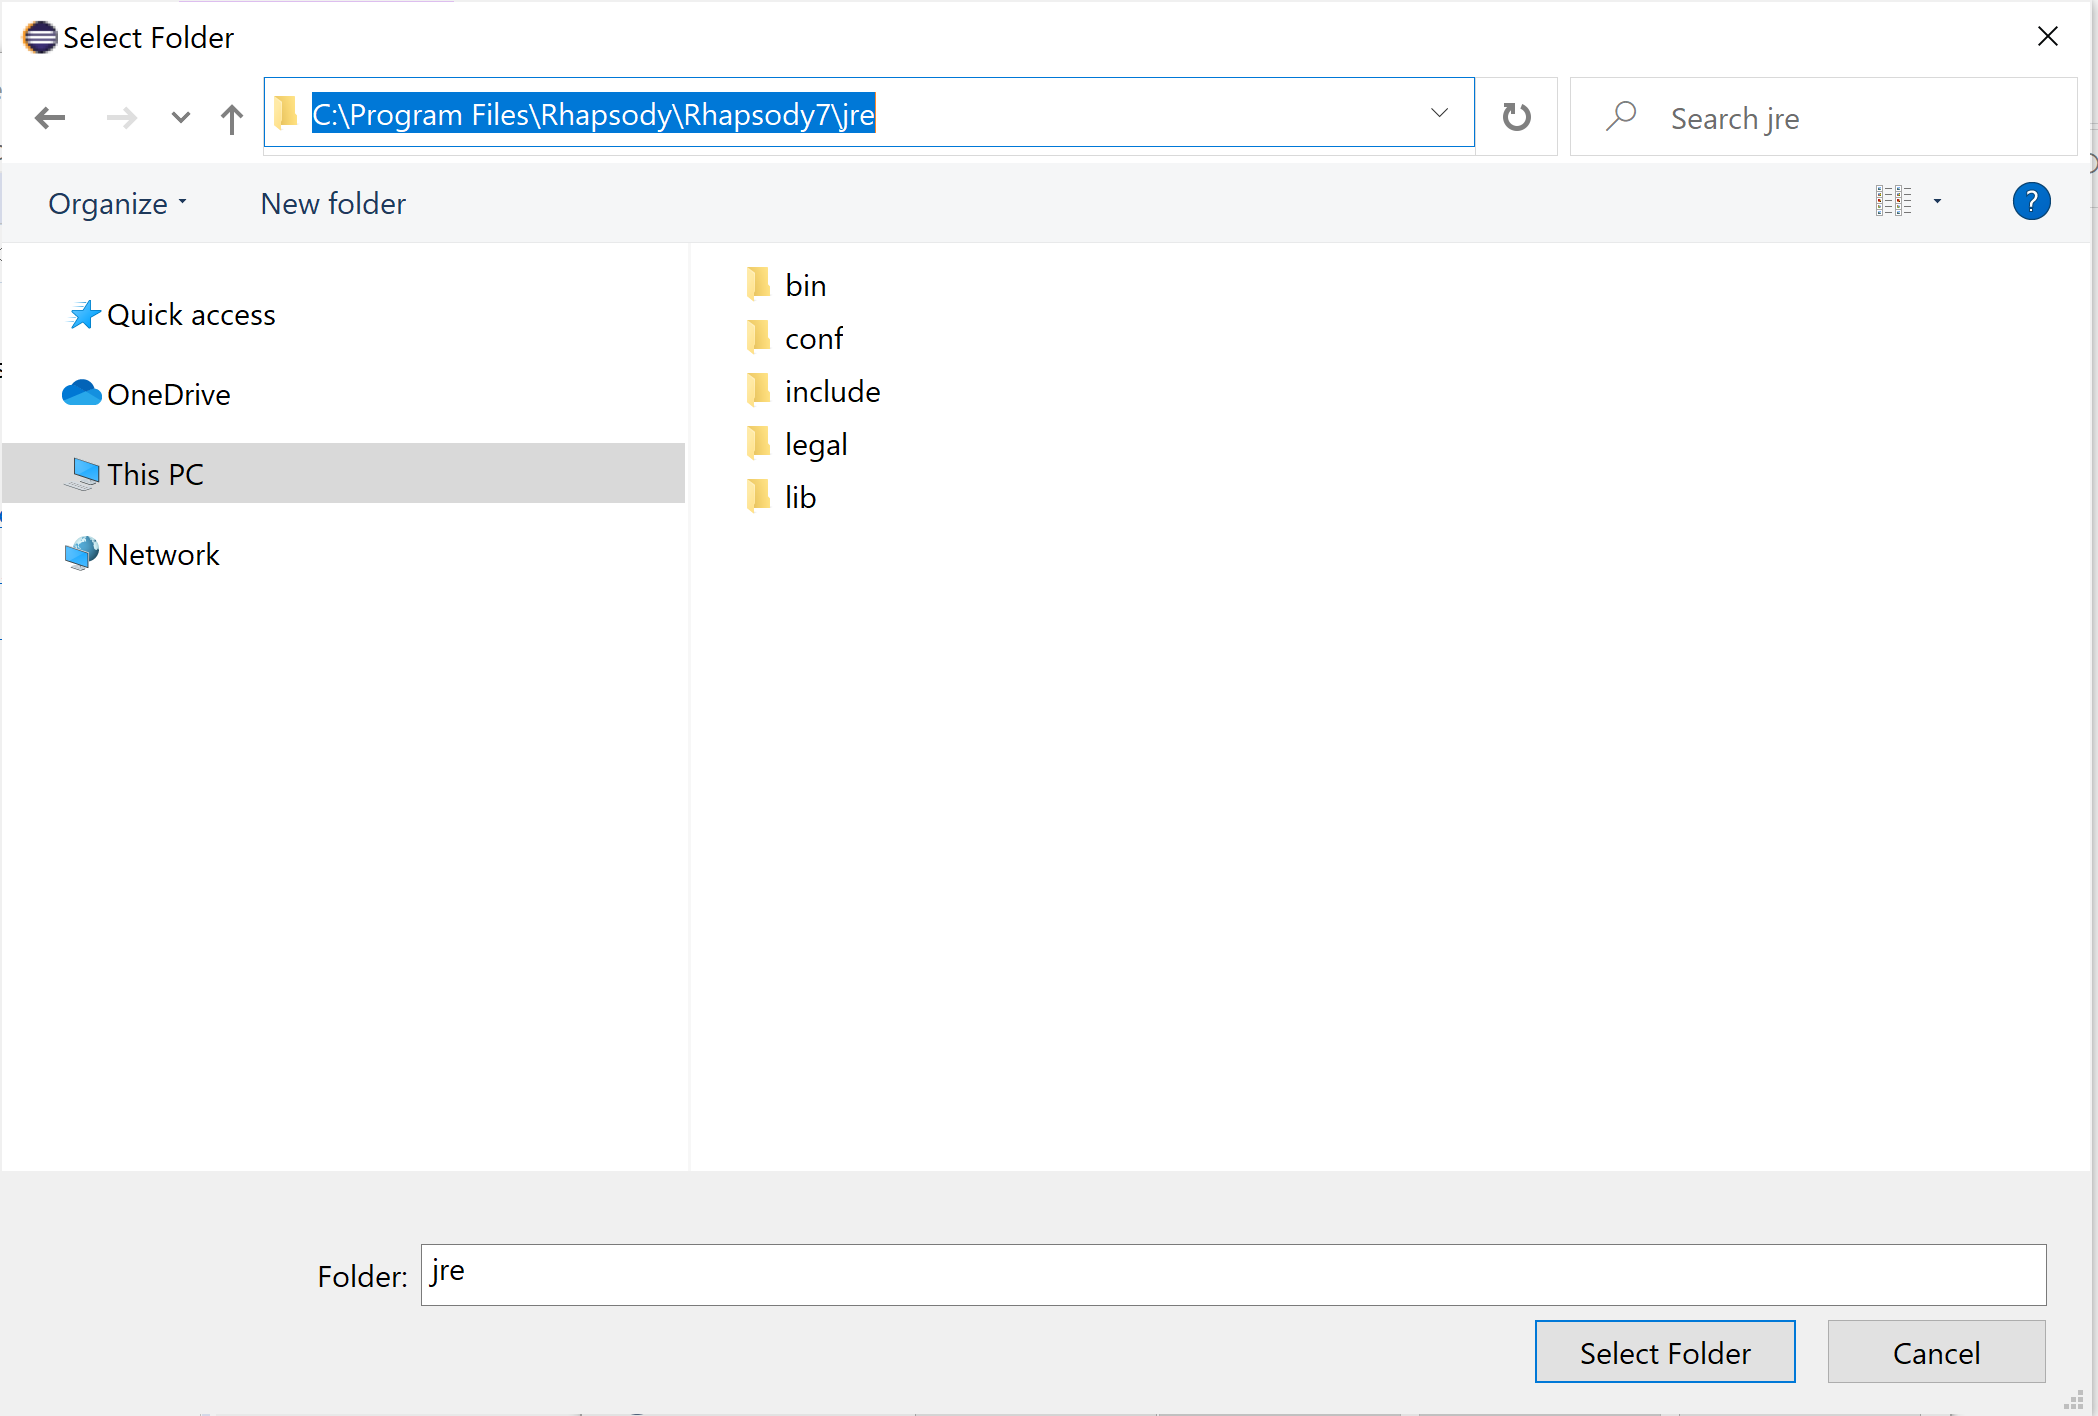 Select Folder
C:\Program Files\Rhapsody\Rhapsody7\jre
Search jre
Organize
New folder
?
Quick access
OneDrive
This PC
Network
bin
conf
include
legal
lib
Folder: jre
Select Folder
Cancel